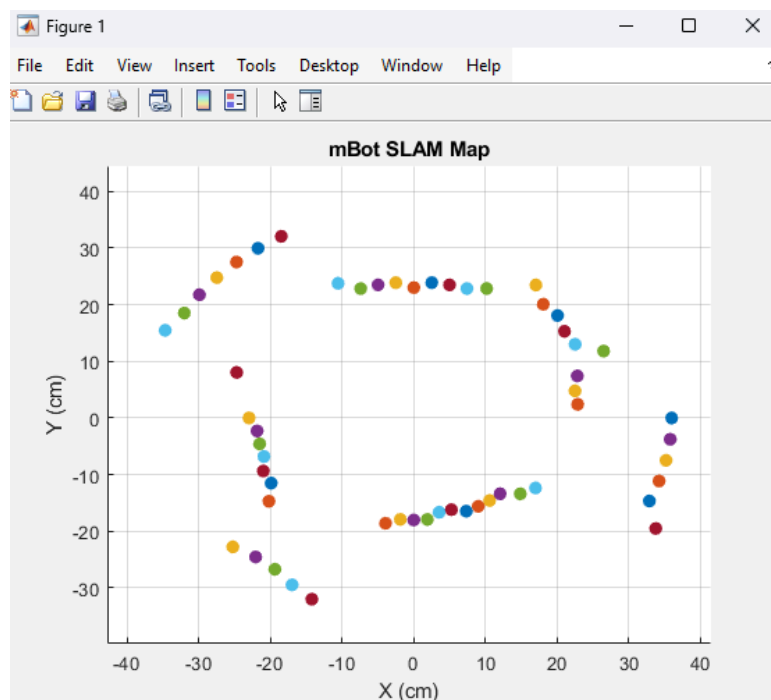 Figure 1
File Edit View Insert Tools Desktop Window Help
mBot SLAM Map
40
30
20
10
0
-10
-20
-30
Y (cm)
-40 -30 -20 -10 0 10 20 30 40
X (cm)